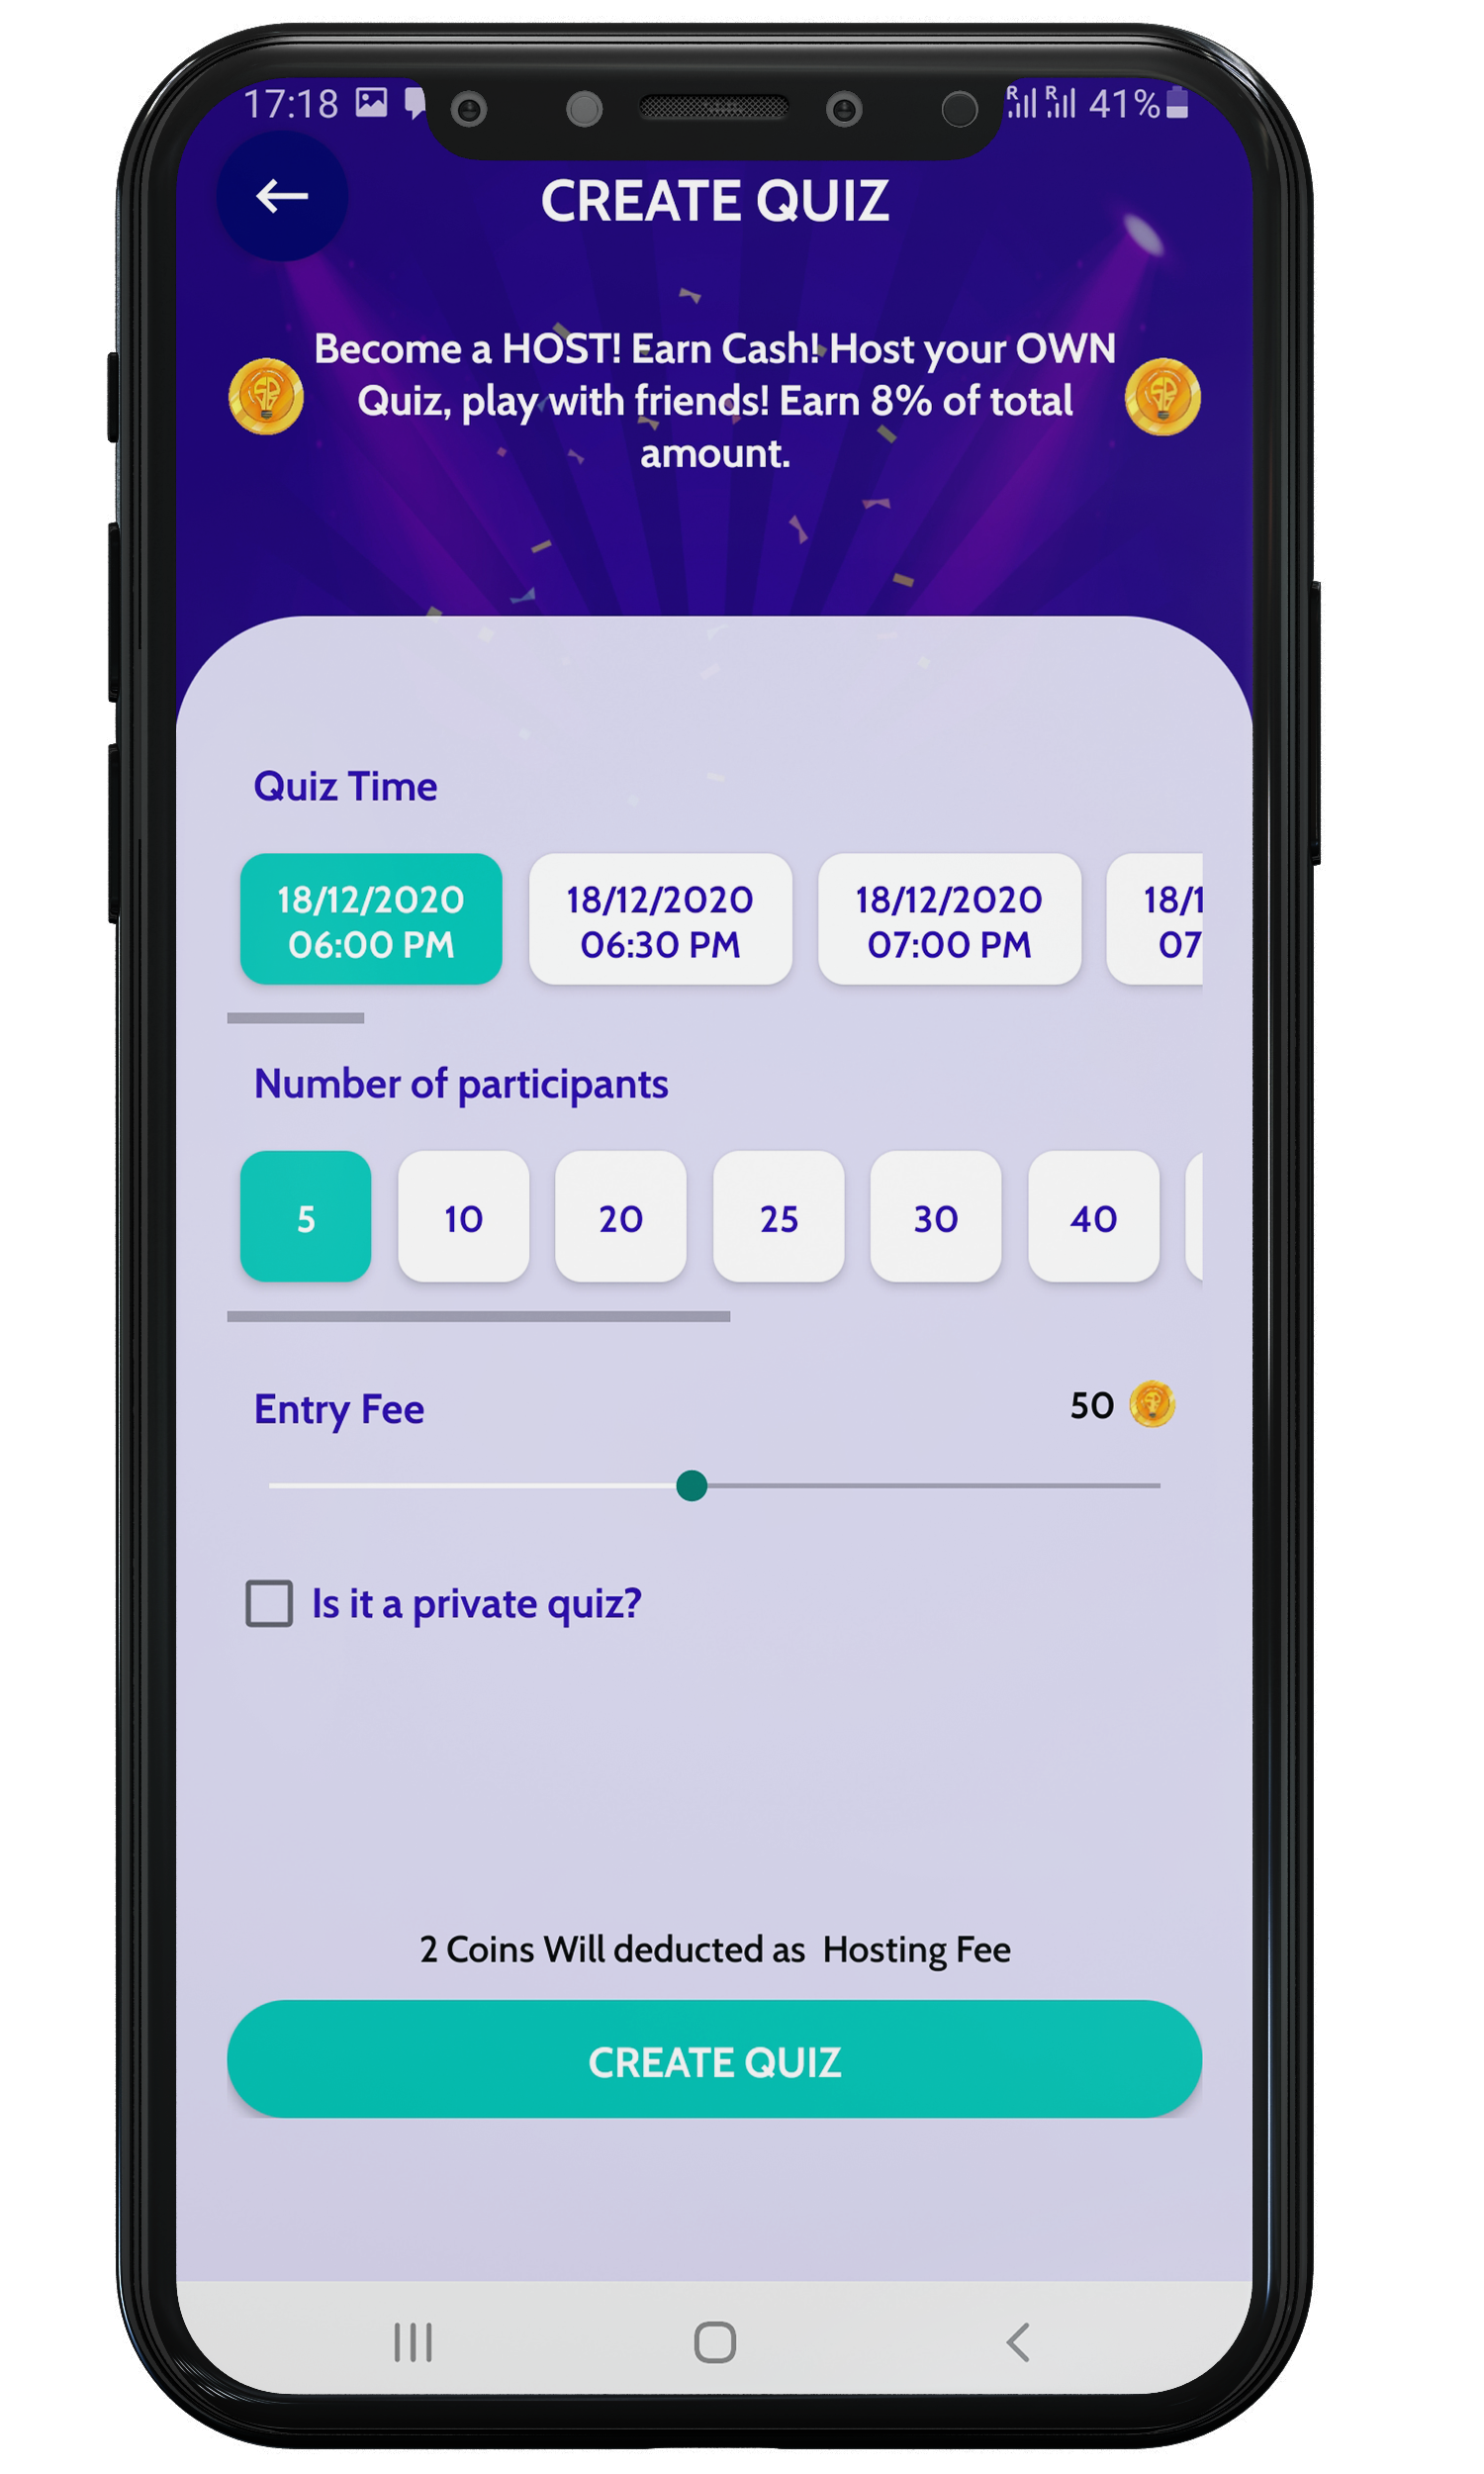 17:18
R R 41%
CREATE QUIZ
Become a HOST! Earn Cash! Host your OWN
Quiz, play with friends! Earn 8% of total
amount.
Quiz Time
18/12/2020 18/12/2020 18/12/2020 18/1
06:00 PM 06:30 PM 07:00 PM 07
Number of participants
5 10 20 25 30 40
Entry Fee 50
Is it a private quiz?
2 Coins Will deducted as  Hosting Fee
CREATE QUIZ